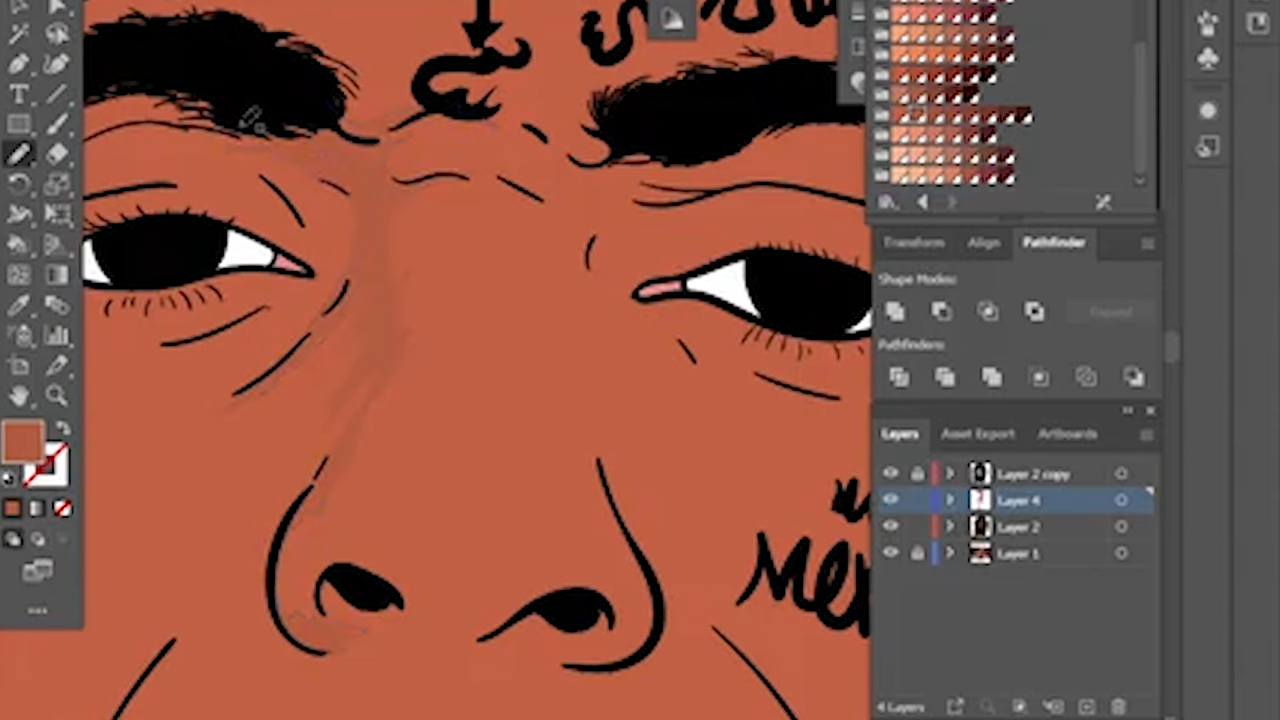 Transform Align Pathfinder
Shape Modes:
Expand
Pathfinders:
Layers Asset Export Artboards
Layer 2 copy
Layer 4
Layer 2
Layer 1
4 Layers